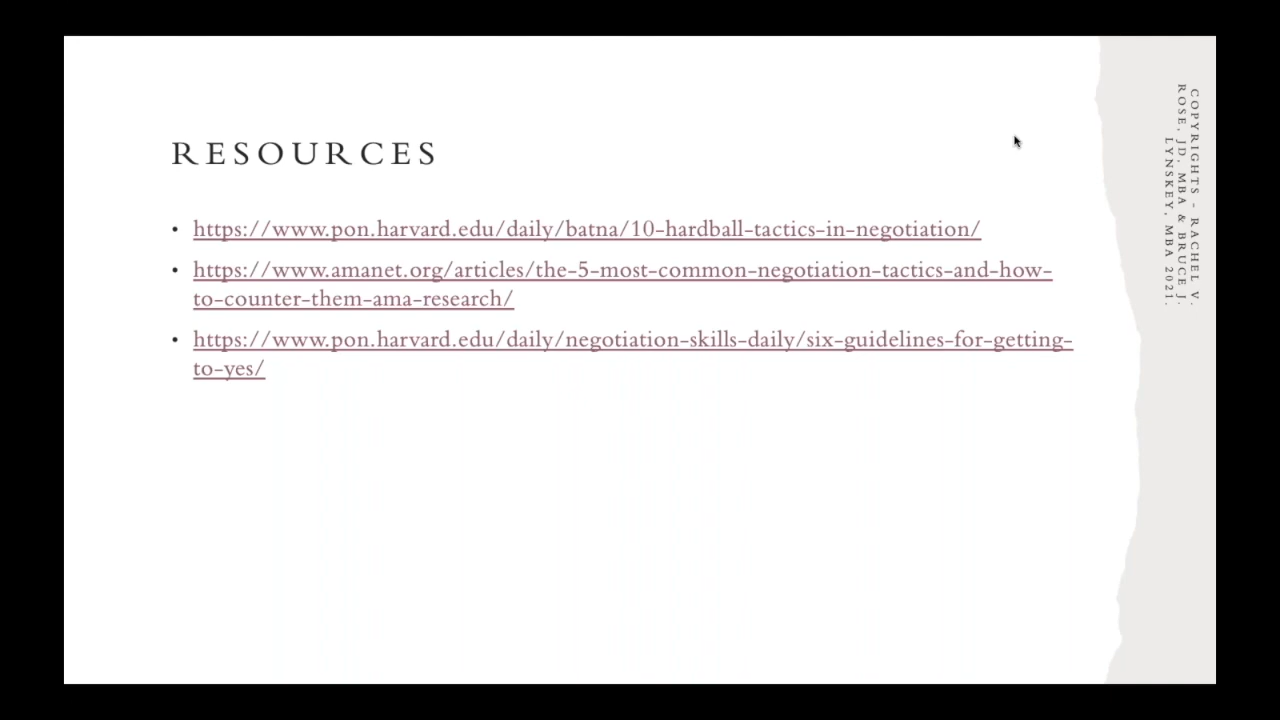 RESOURCES
• https://www.pon.harvard.edu/daily/batna/10-hardball-tactics-in-negotiation/
• https://www.amanet.org/articles/the-5-most-common-negotiation-tactics-and-how-
to-counter-them-ama-research/
• https://www.pon.harvard.edu/daily/negotiation-skills-daily/six-guidelines-for-getting-
to-yes/
COPYRIGHTS - RACHEL V.
ROSE, JD, MBA & BRUCE J.
LYNSKEY, MBA 2021.